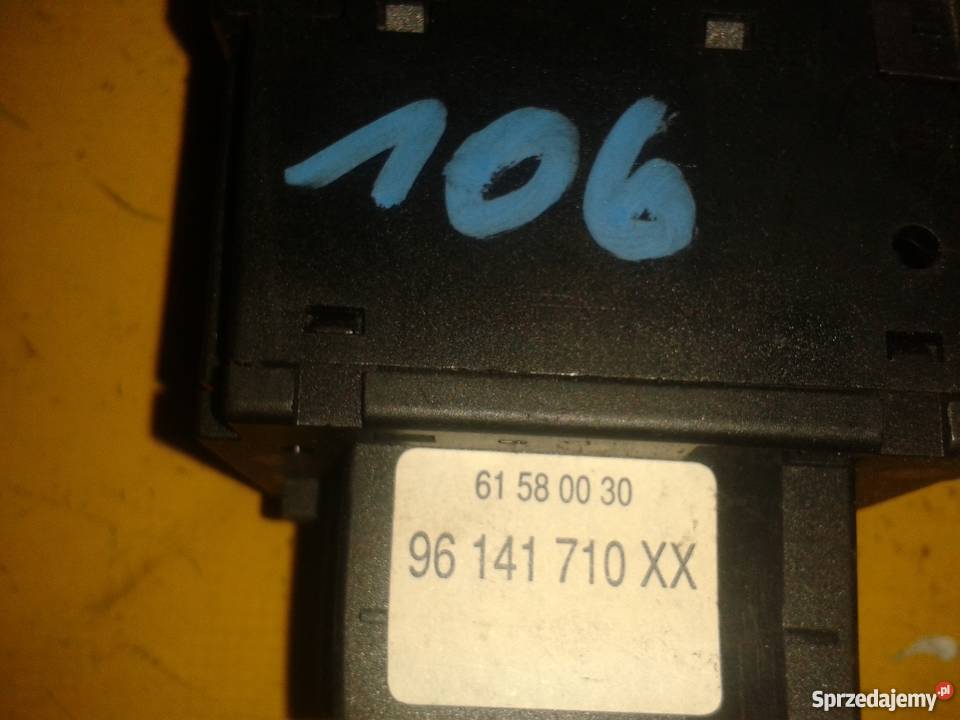 106
61 58 00 30
96 141 710 XX
Sprzedajemy.pl